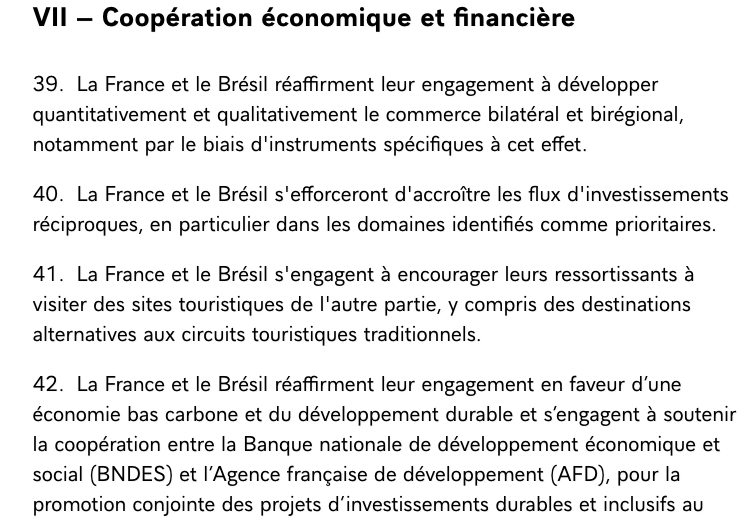 VII – Coopération économique et financière
39. La France et le Brésil réaffirment leur engagement à développer
quantitativement et qualitativement le commerce bilatéral et birégional,
notamment par le biais d'instruments spécifiques à cet effet.
40. La France et le Brésil s'efforceront d'accroître les flux d'investissements
réciproques, en particulier dans les domaines identifiés comme prioritaires.
41. La France et le Brésil s'engagent à encourager leurs ressortissants à
visiter des sites touristiques de l'autre partie, y compris des destinations
alternatives aux circuits touristiques traditionnels.
42. La France et le Brésil réaffirment leur engagement en faveur d’une
économie bas carbone et du développement durable et s’engagent à soutenir
la coopération entre la Banque nationale de développement économique et
social (BNDES) et l’Agence française de développement (AFD), pour la
promotion conjointe des projets d’investissements durables et inclusifs au